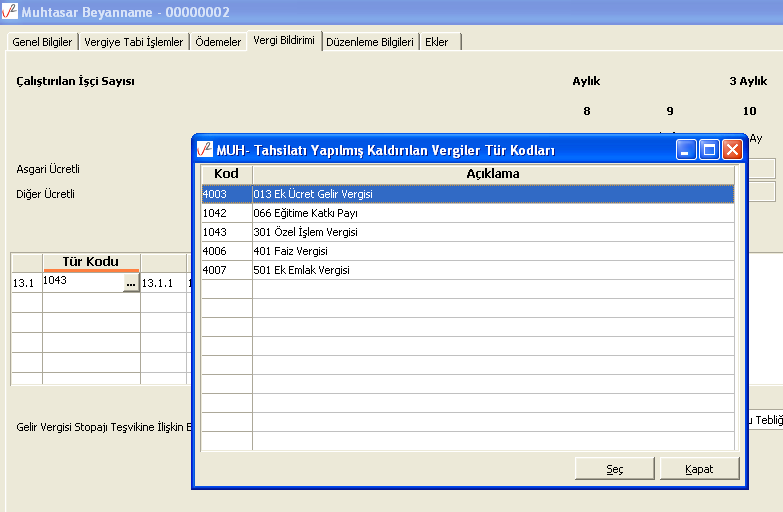 Muhtasar Beyanname - 00000002
Genel Bilgiler Vergiye Tabi İşlemler Ödemeler Vergi Bildirimi Düzenleme Bilgileri Ekler
Çalıştırılan İşçi Sayısı Aylık 3 Aylık
8 9 10
Ay
Asgari Ücretli
Diğer Ücretli
MUH- Tahsilatı Yapılmış Kaldırılan Vergiler Tür Kodları
Kod Açıklama
4003 013 Ek Ücret Gelir Vergisi
1042 066 Eğitime Katkı Payı
1043 301 Özel İşlem Vergisi
4006 401 Faiz Vergisi
4007 501 Ek Emlak Vergisi
Tür Kodu
13.1 1043 ... 13.1.1
Gelir Vergisi Stopajı Teşvikine İlişkin
u Tebliğ
Seç Kapat